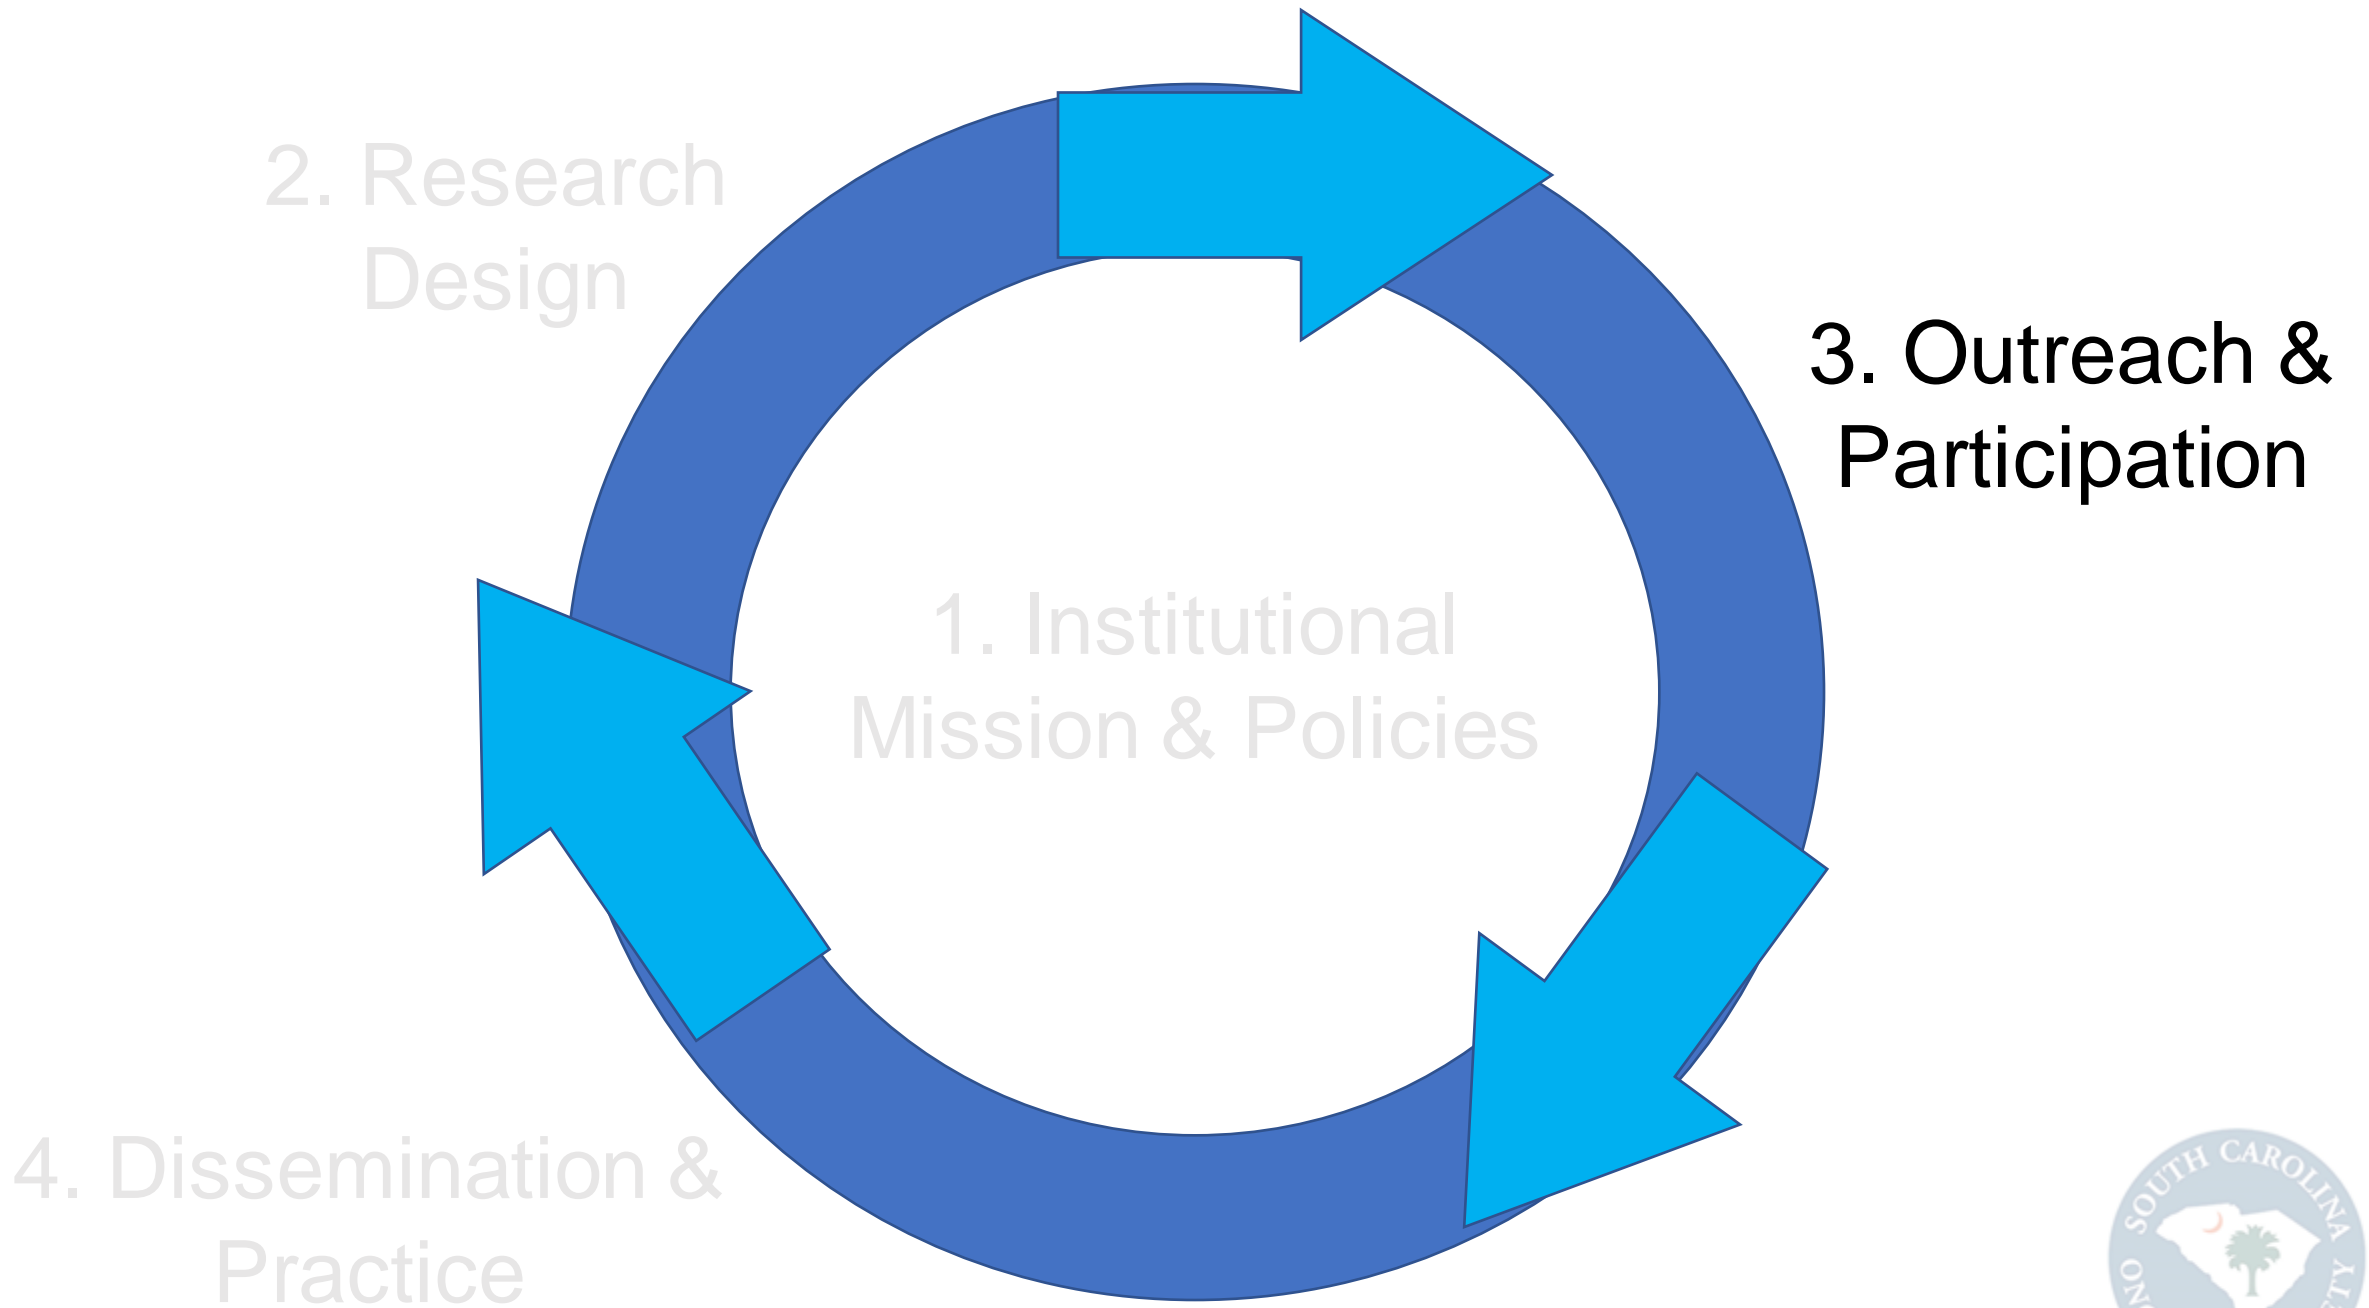 2. Research
Design
3. Outreach &
Participation
1. Institutional
Mission & Policies
4. Dissemination &
Practice
SOUTH CAROLINA